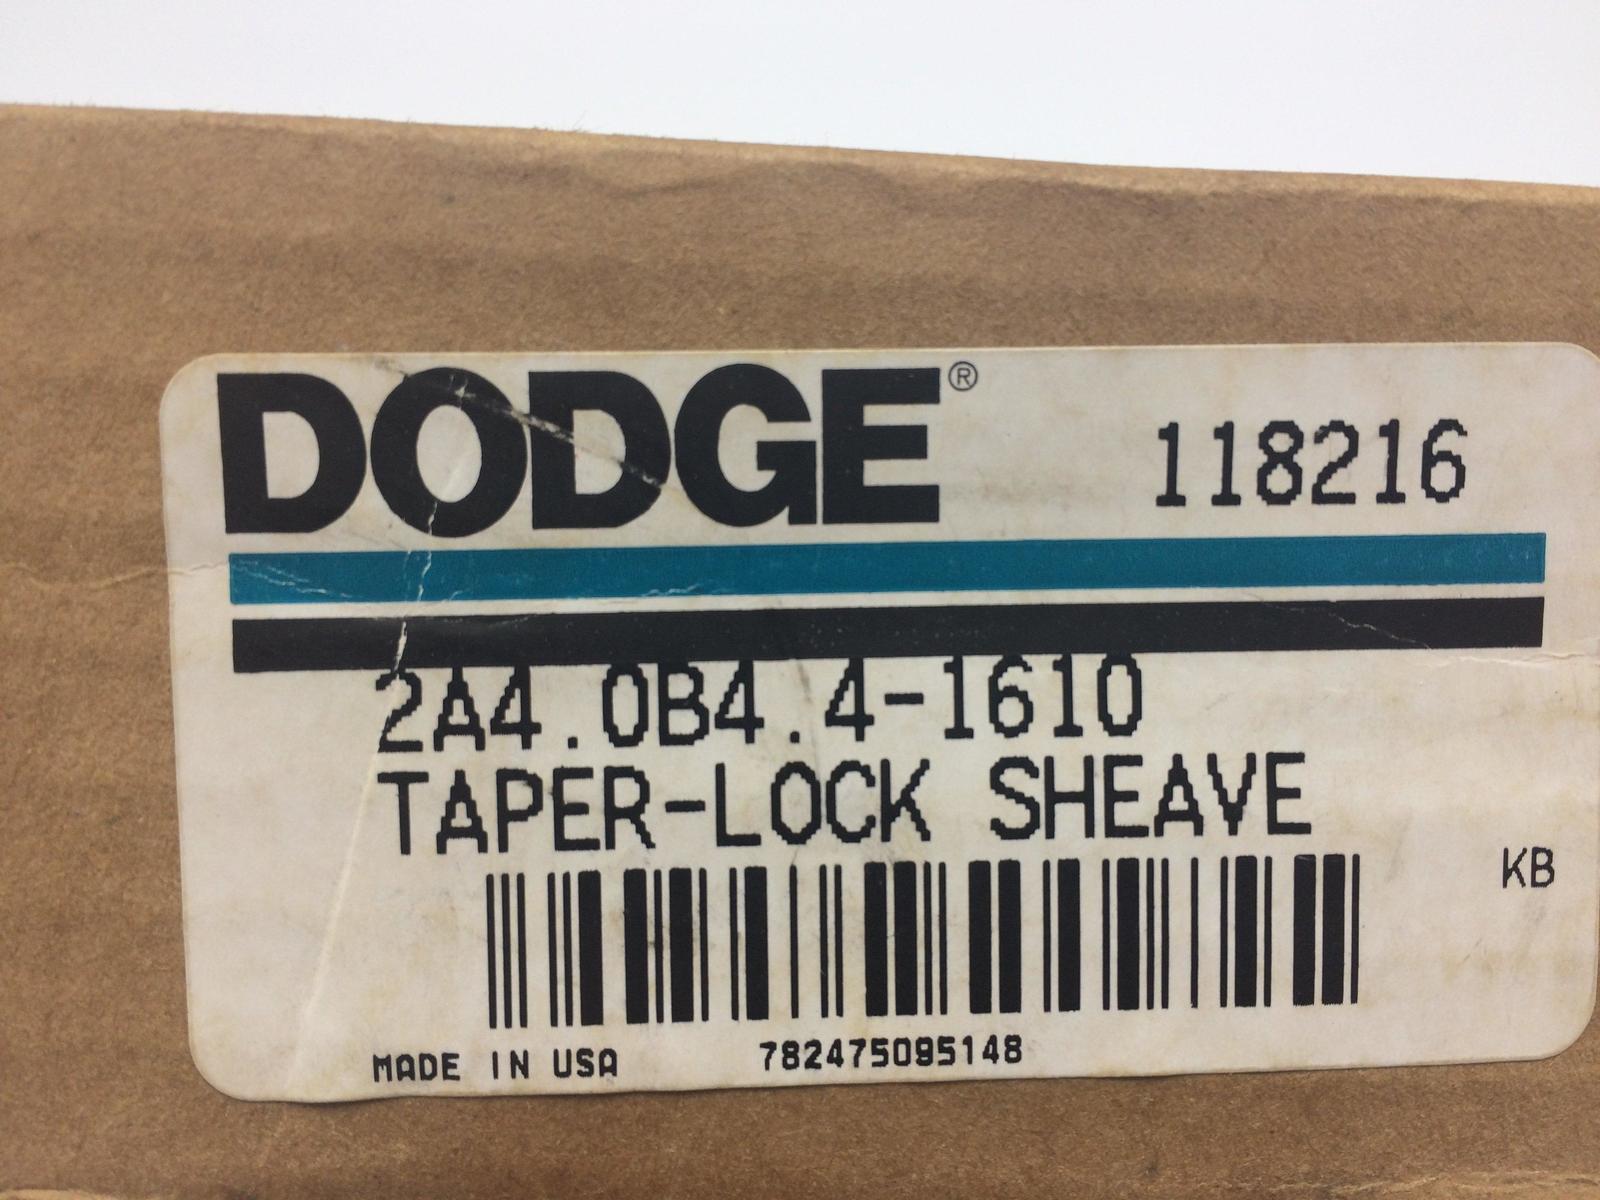 DODGE®
118216
2A4.0B4.4-1610
TAPER-LOCK SHEAVE
KB
MADE IN USA 782475095148